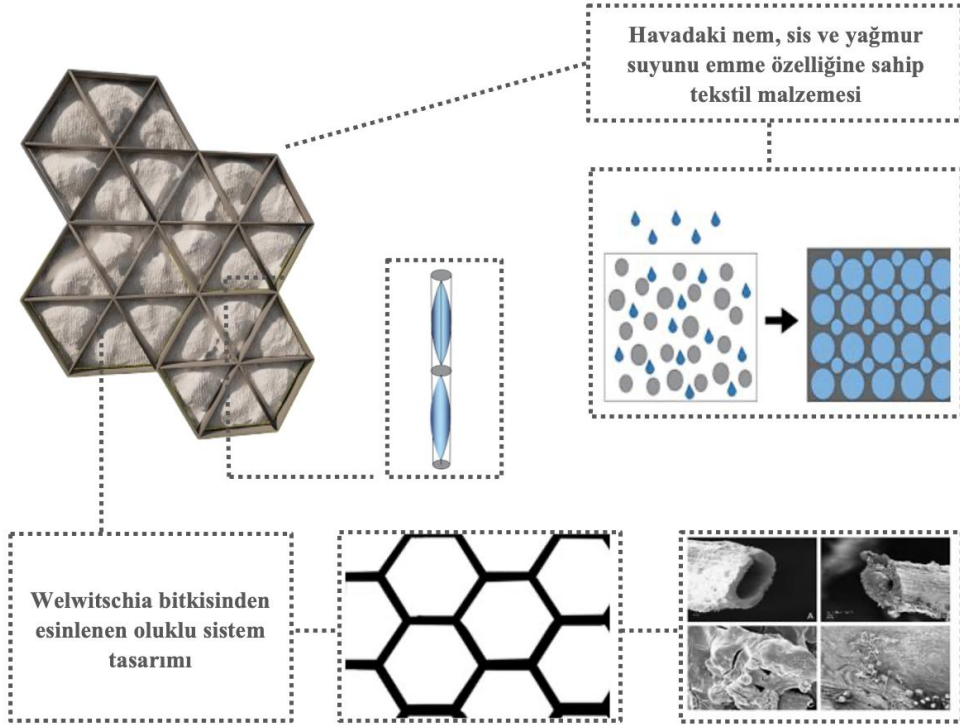 Havadaki nem, sis ve yağmur
suyunu emme özelliğine sahip
tekstil malzemesi
Welwitschia bitkisinden
esinlenen oluklu sistem
tasarımı
A